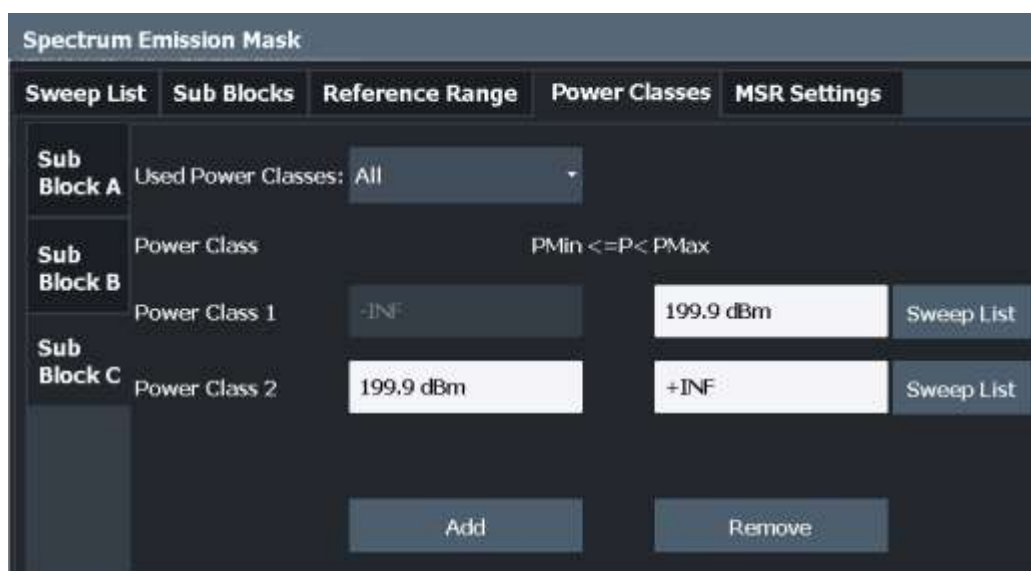 Spectrum Emission Mask
Sweep List Sub Blocks Reference Range Power Classes MSR Settings
Sub
Block A
Used Power Classes: All
Sub
Block B
Power Class PMin <=P< PMax
Power Class 1 -INF 199.9 dBm Sweep List
Sub
Block C
Power Class 2 199.9 dBm +INF Sweep List
Add Remove